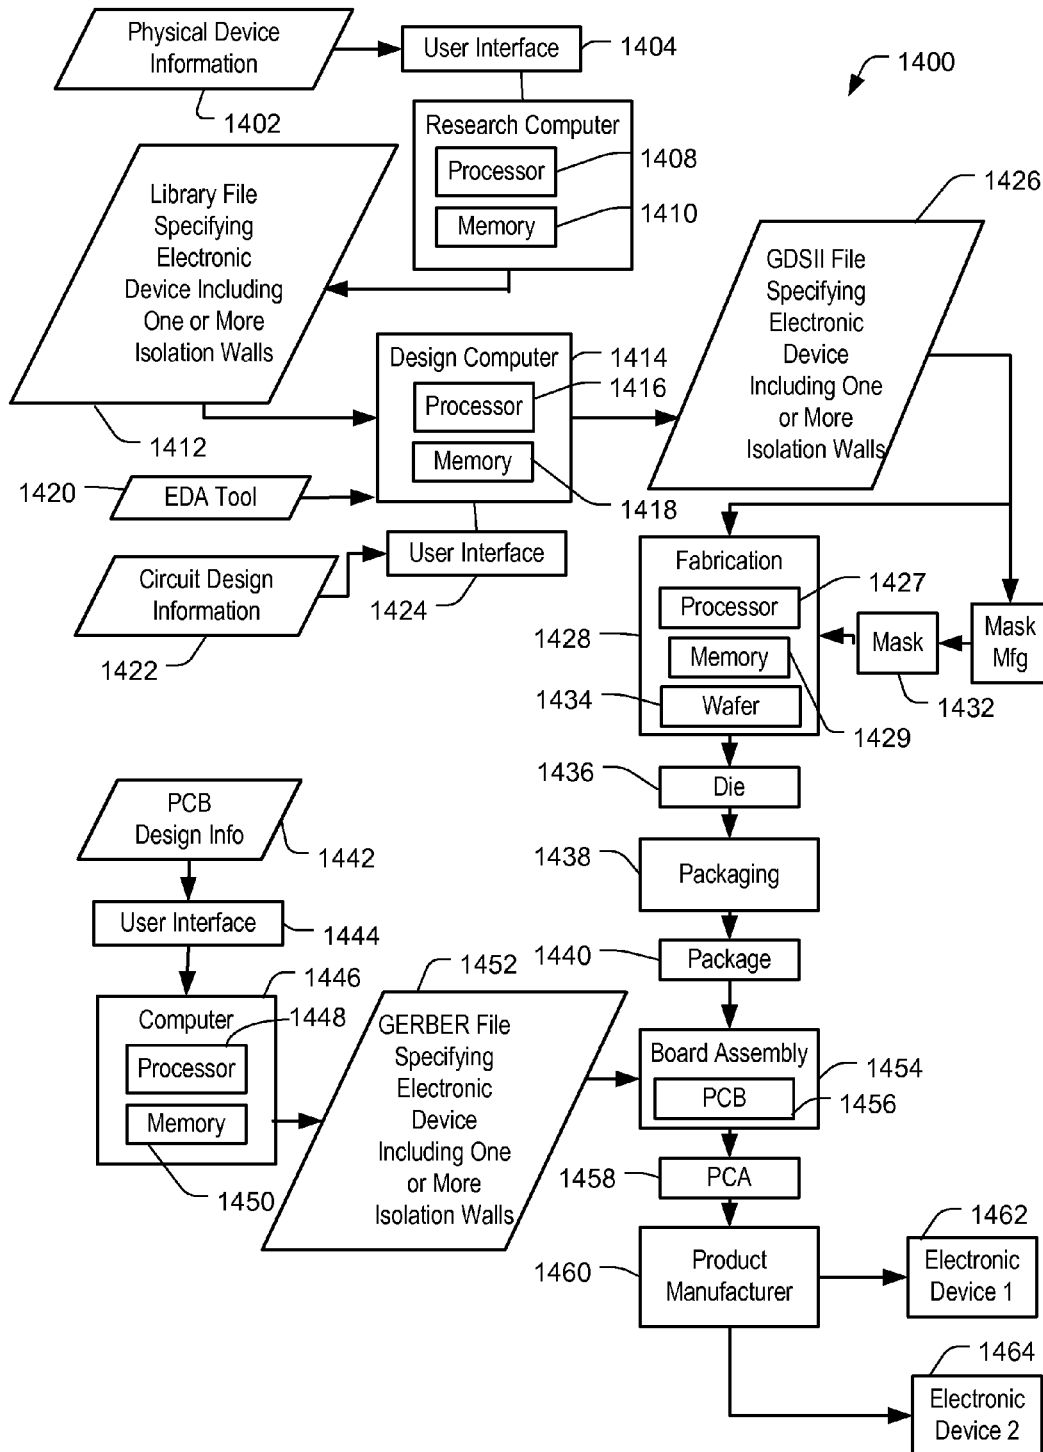 Physical Device
Information
1402
User Interface
1404
1400
Research Computer
Processor
1408
Memory
1410
Library File
Specifying
Electronic
Device Including
One or More
Isolation Walls
1412
1426
GDSII File
Specifying
Electronic
Device
Including One
or More
Isolation Walls
Design Computer
1414
Processor
1416
Memory
1418
1420
EDA Tool
User Interface
1424
Circuit Design
Information
1422
Fabrication
Processor
1427
1428
Memory
1429
1434
Wafer
Mask
1432
Mask
Mfg
1436
Die
1438
Packaging
1440
Package
PCB
Design Info
1442
User Interface
1444
1446
Computer
1448
Processor
Memory
1450
1452
GERBER File
Specifying
Electronic
Device
Including One
or More
Isolation Walls
Board Assembly
1454
PCB
1456
1458
PCA
1460
Product
Manufacturer
1462
Electronic
Device 1
1464
Electronic
Device 2